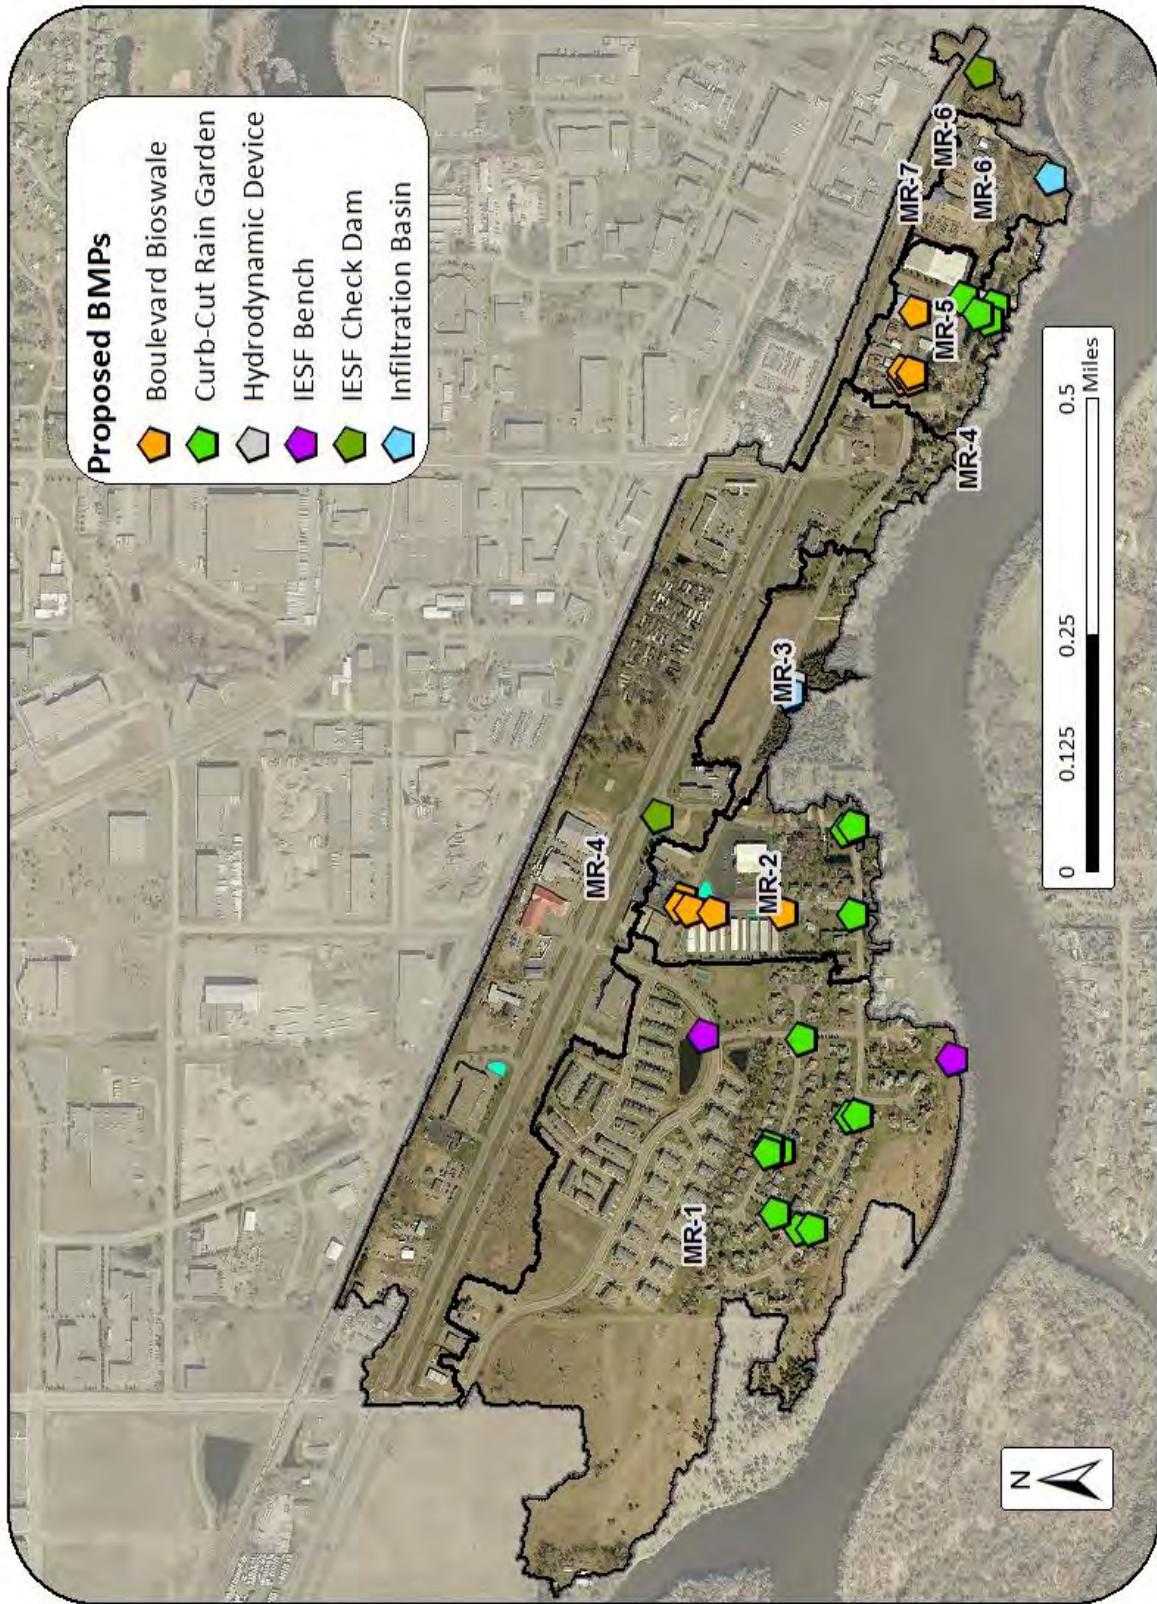 Proposed BMPs
Boulevard Bioswale
Curb-Cut Rain Garden
Hydrodynamic Device
IESF Bench
IESF Check Dam
Infiltration Basin
MR-1
MR-4
MR-2
MR-3
MR-4
MR-5
MR-7
MR-6
MR-6
0 0.125 0.25 0.5
Miles
N